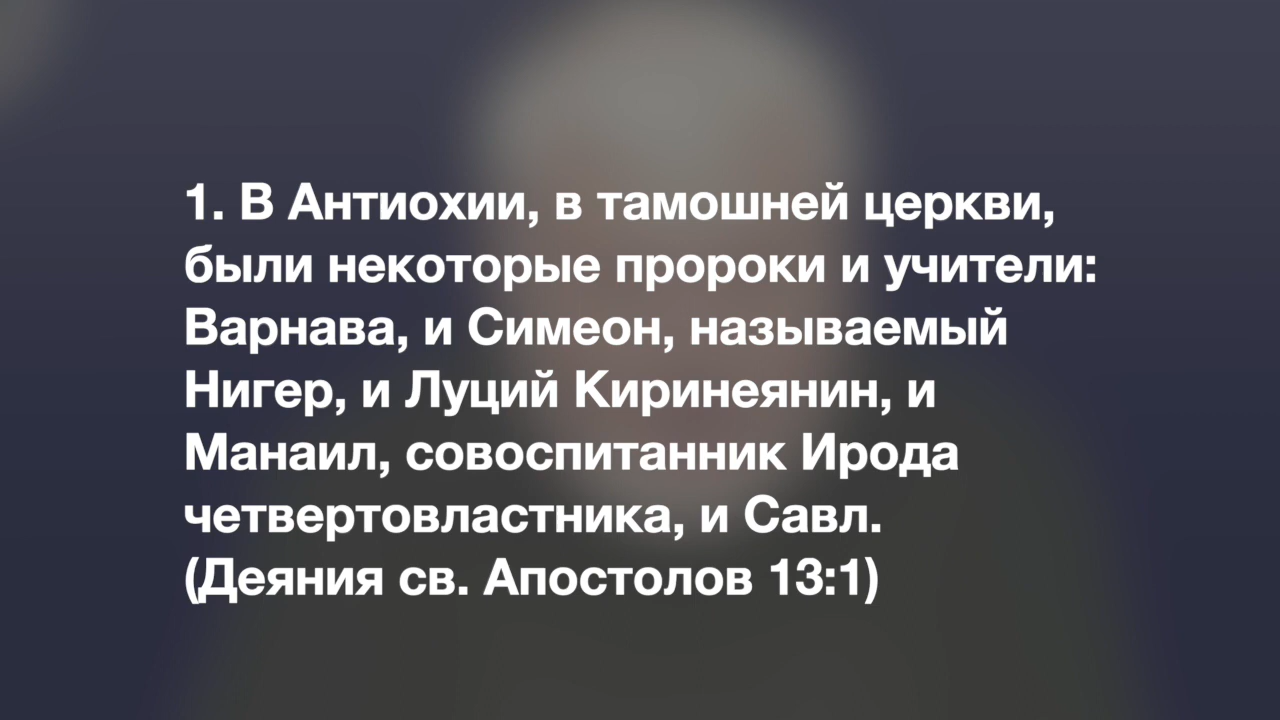 1. В Антиохии, в тамошней церкви,
были некоторые пророки и учители:
Варнава, и Симеон, называемый
Нигер, и Луций Киринеянин, и
Манаил, совоспитанник Ирода
четвертовластника, и Савл.
(Деяния св. Апостолов 13:1)